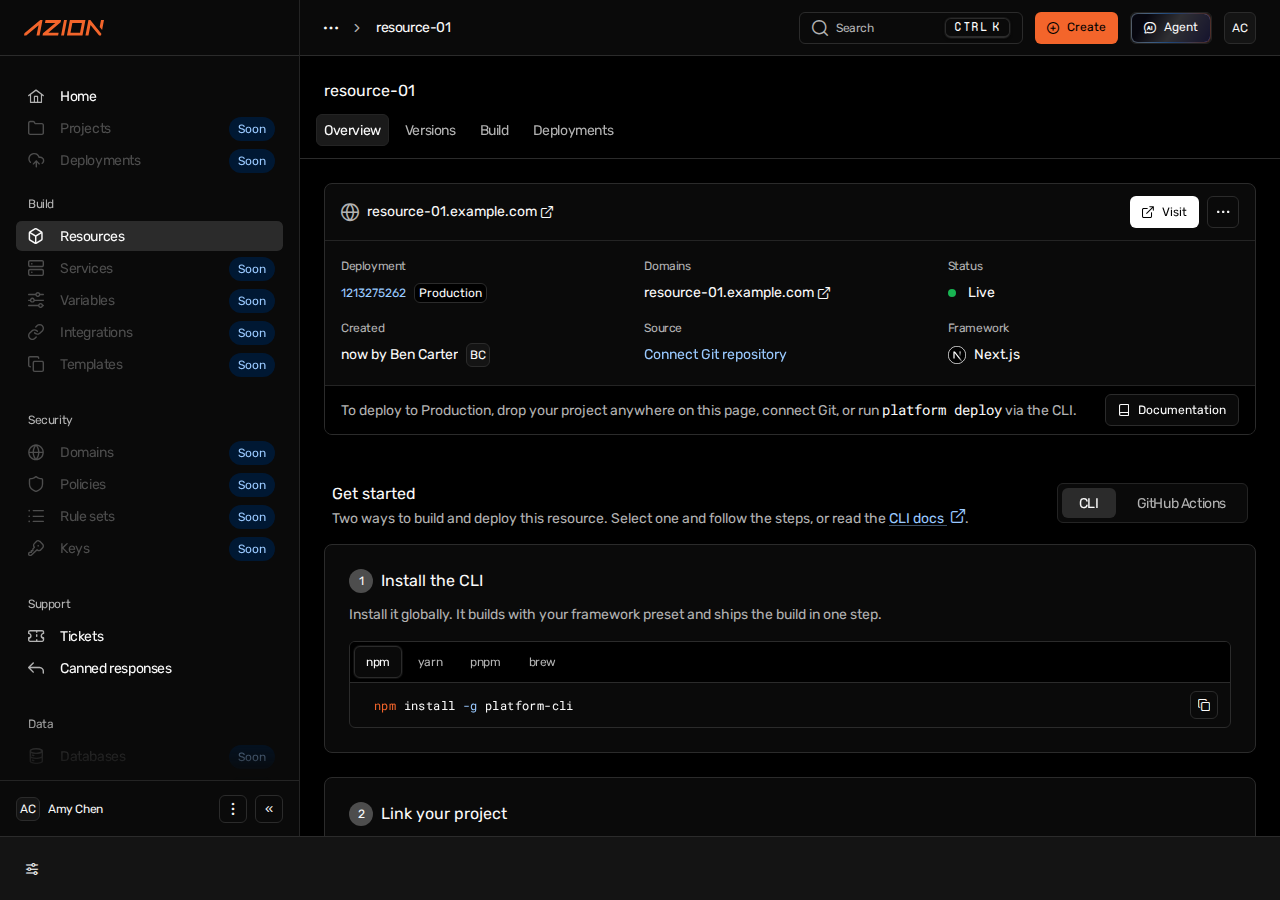 AZION
resource-01
Search
CTRL K
Create
Agent
AC
Home
Projects
Soon
Deployments
Soon
Build
Resources
Services
Soon
Variables
Soon
Integrations
Soon
Templates
Soon
Security
Domains
Soon
Policies
Soon
Rule sets
Soon
Keys
Soon
Support
Tickets
Canned responses
Data
Databases
Soon
AC
Amy Chen
resource-01
Overview
Versions
Build
Deployments
resource-01.example.com
Visit
Deployment
1213275262
Production
Domains
resource-01.example.com
Status
Live
Created
now by Ben Carter
BC
Source
Connect Git repository
Framework
Next.js
To deploy to Production, drop your project anywhere on this page, connect Git, or run platform deploy via the CLI.
Documentation
Get started
Two ways to build and deploy this resource. Select one and follow the steps, or read the CLI docs .
CLI
GitHub Actions
1
Install the CLI
Install it globally. It builds with your framework preset and ships the build in one step.
npm
yarn
pnpm
brew
npm install -g platform-cli
2
Link your project